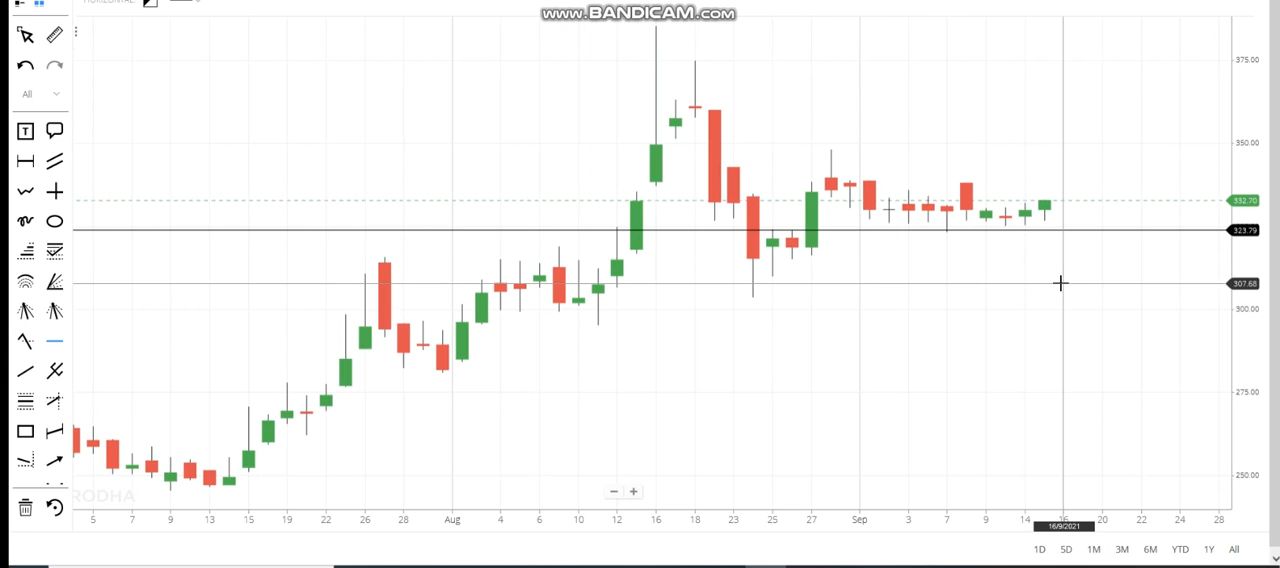 HORIZONTAL
www.BANDICAM.com
All
T
375.00
350.00
332.70
323.79
307.68
300.00
275.00
250.00
RODHA
5 7 9 13 15 19 22 26 28 Aug 4 6 10 12 16 18 23 25 27 Sep 3 7 9 14 16 20 22 24 28
16/9/2021
1D 5D 1M 3M 6M YTD 1Y All